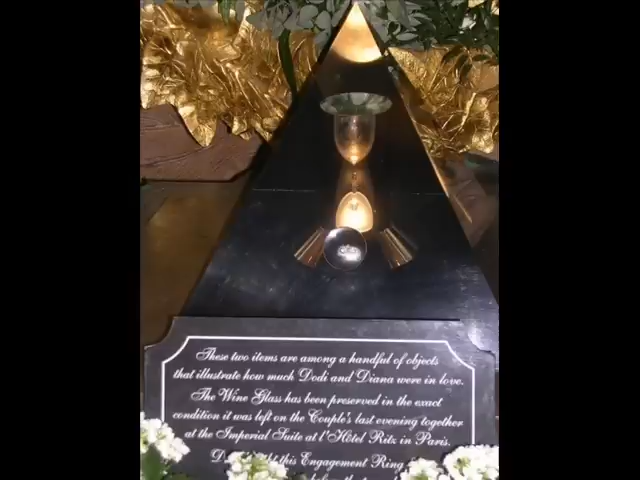 These two items are among a handful of objects
that illustrate how much Dodi and Diana were in love.
The Wine Glass has been preserved in the exact
condition it was left on the Couple's last evening together
at the Imperial Suite at l'Hôtel Ritz in Paris.
this Engagement Ring